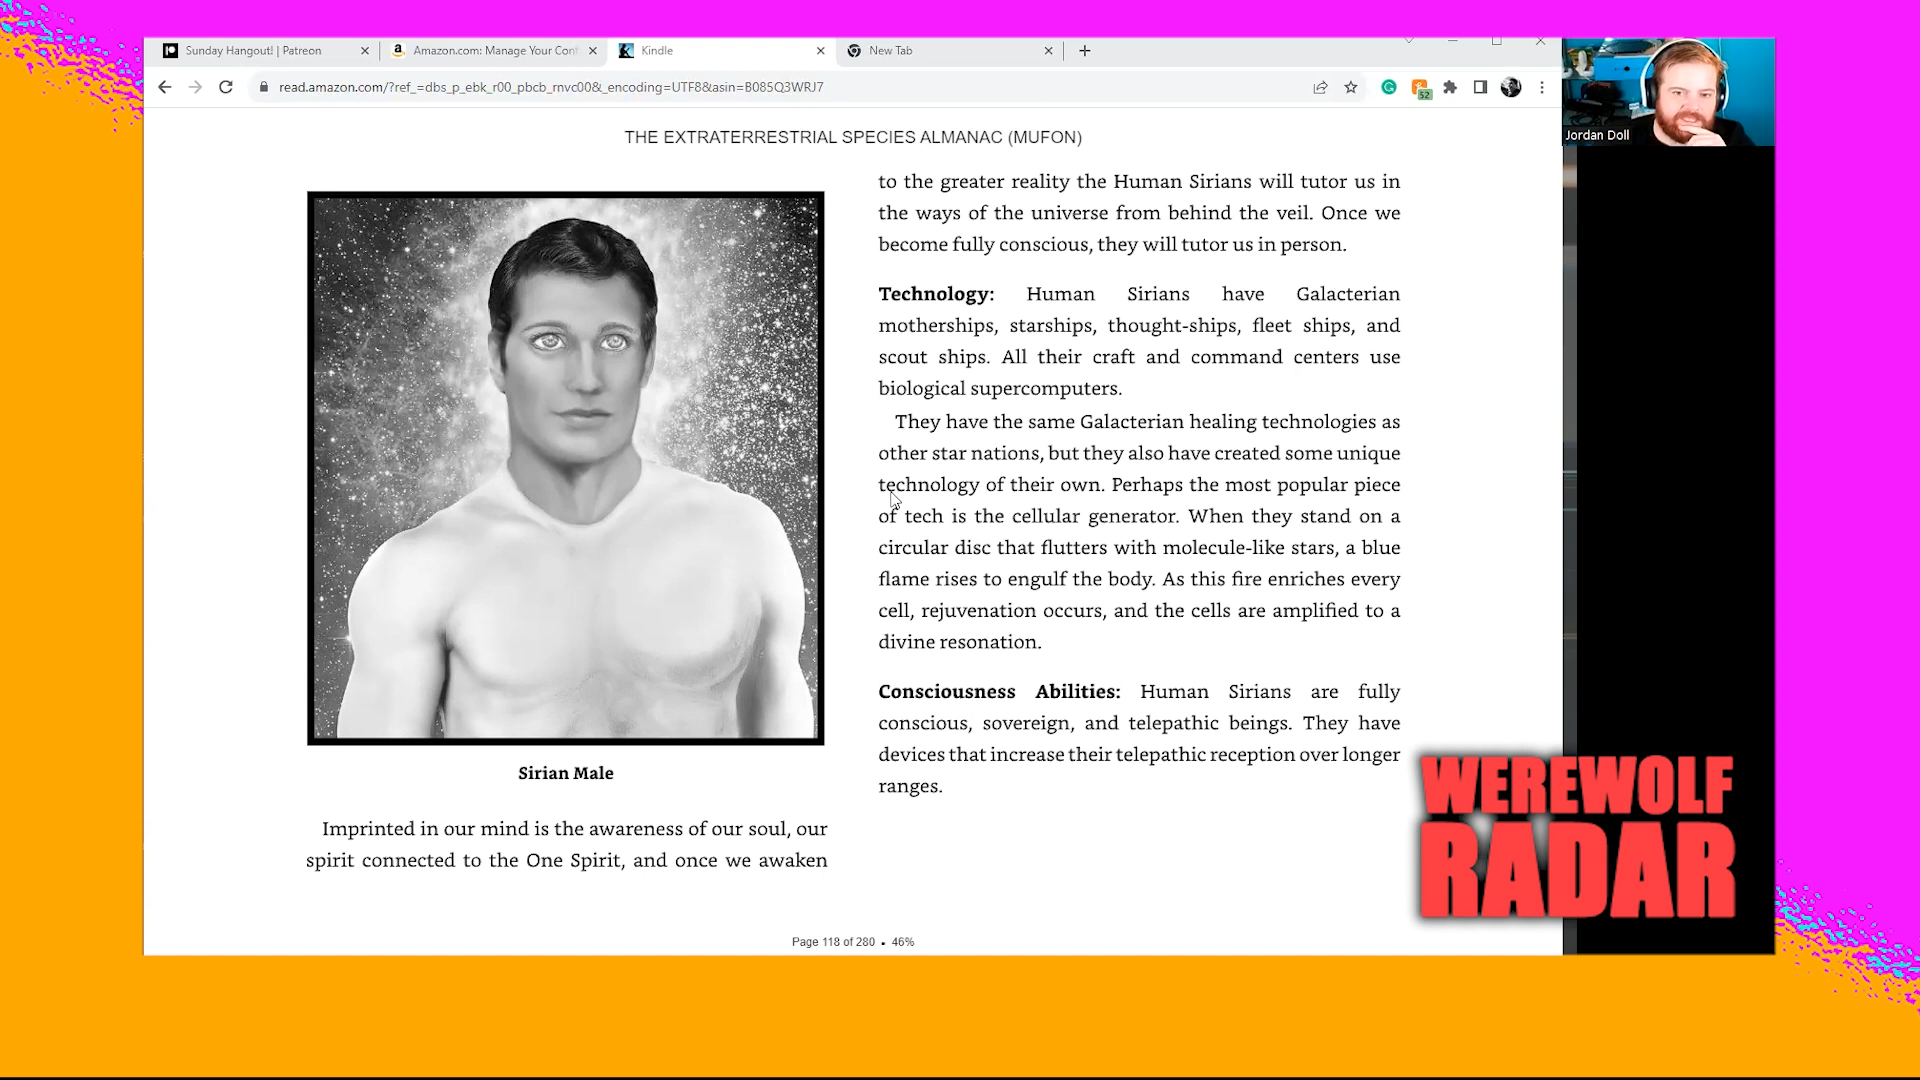 Sunday Hangout! | Patreon
Amazon.com: Manage Your Cont
Kindle
New Tab
read.amazon.com/?ref_=dbs_p_ebk_r00_pbcb_rnvc00&_encoding=UTF8&asin=B085Q3WRJ7
52
Jordan Doll
THE EXTRATERRESTRIAL SPECIES ALMANAC (MUFON)
Sirian Male
Imprinted in our mind is the awareness of our soul, our
spirit connected to the One Spirit, and once we awaken
to the greater reality the Human Sirians will tutor us in
the ways of the universe from behind the veil. Once we
become fully conscious, they will tutor us in person.
Technology: Human Sirians have Galacterian
motherships, starships, thought-ships, fleet ships, and
scout ships. All their craft and command centers use
biological supercomputers.
They have the same Galacterian healing technologies as
other star nations, but they also have created some unique
technology of their own. Perhaps the most popular piece
of tech is the cellular generator. When they stand on a
circular disc that flutters with molecule-like stars, a blue
flame rises to engulf the body. As this fire enriches every
cell, rejuvenation occurs, and the cells are amplified to a
divine resonation.
Consciousness Abilities: Human Sirians are fully
conscious, sovereign, and telepathic beings. They have
devices that increase their telepathic reception over longer
ranges.
WEREWOLF
RADAR
Page 118 of 280 • 46%